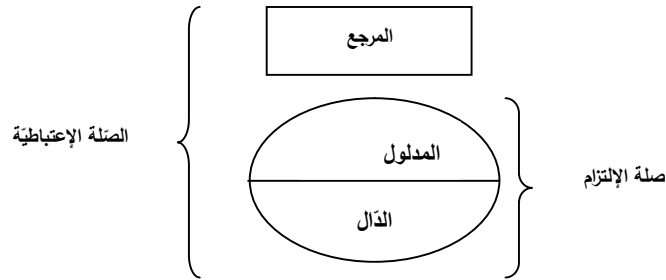 المرجع
الصّلة الإعتباطيّة
المدلول
صلة الإلتزام
الدّال